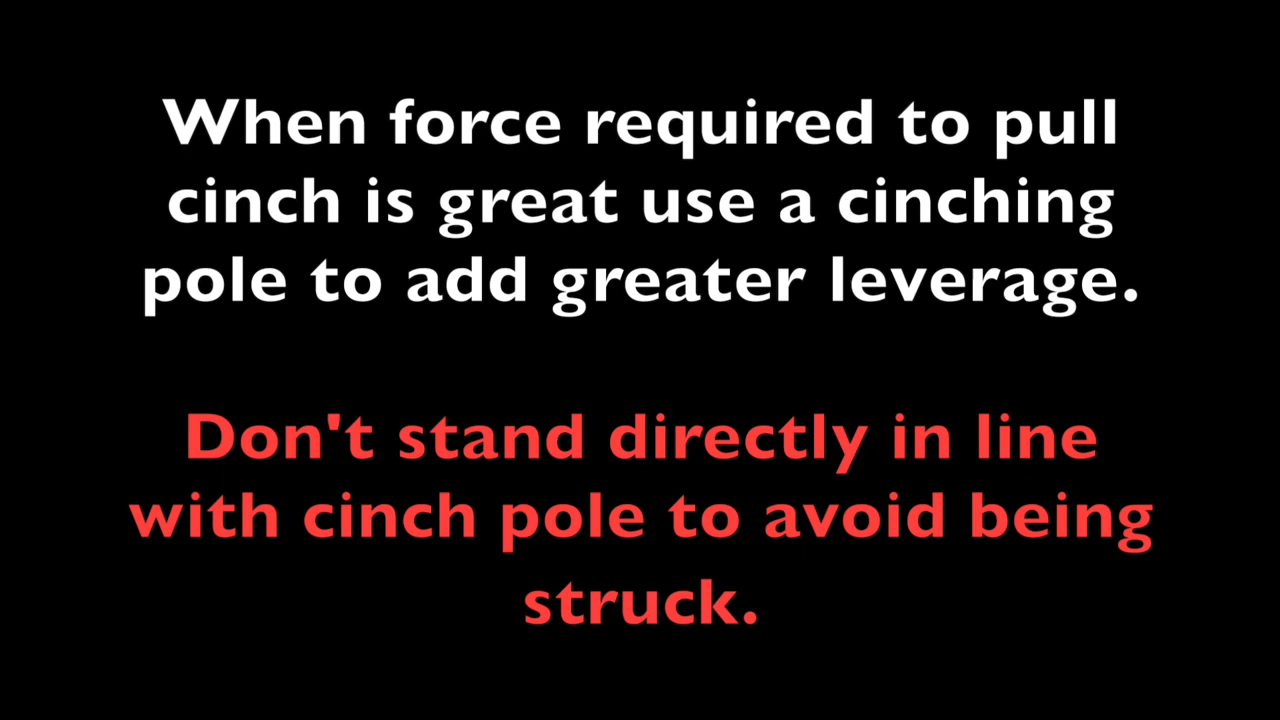 When force required to pull
cinch is great use a cinching
pole to add greater leverage.
Don't stand directly in line
with cinch pole to avoid being
struck.